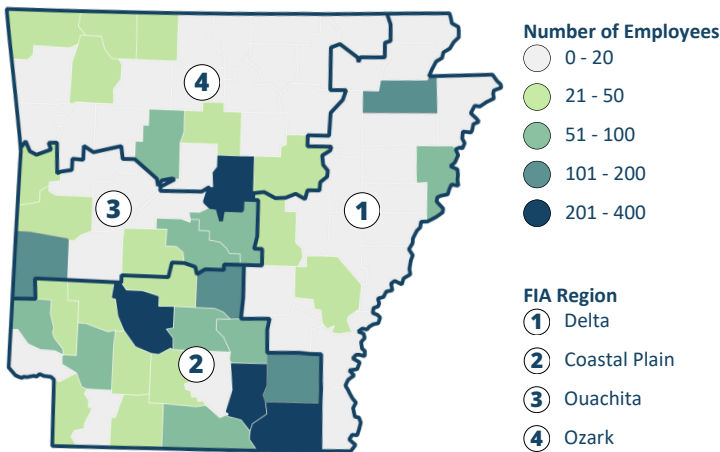 Number of Employees
0 - 20
21 - 50
51 - 100
101 - 200
201 - 400
4
3
1
2
FIA Region
1 Delta
2 Coastal Plain
3 Ouachita
4 Ozark